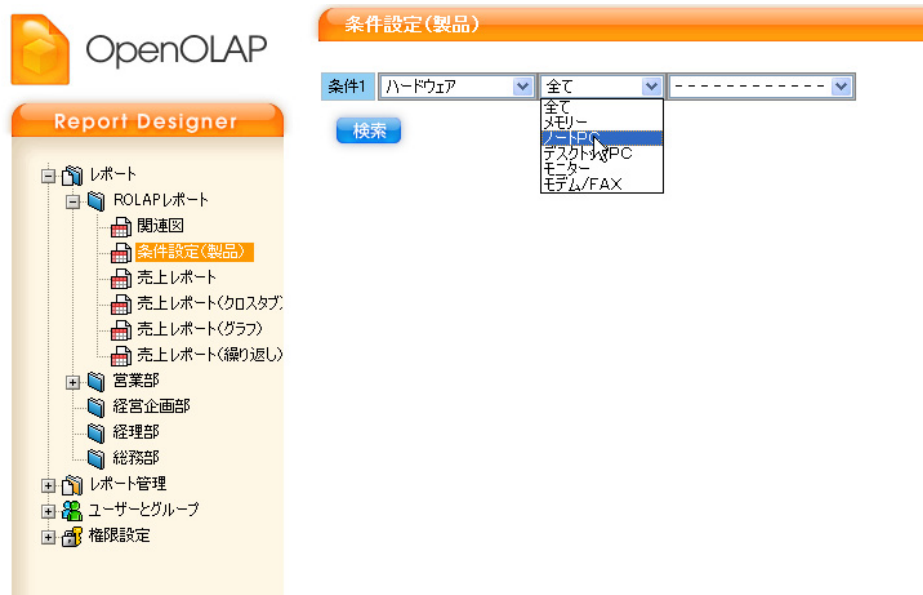 OpenOLAP
Report Designer
レポート
ROLAPレポート
関連図
条件設定(製品)
売上レポート
売上レポート(クロスタブ)
売上レポート(グラフ)
売上レポート(繰り返し)
営業部
経営企画部
経理部
総務部
レポート管理
ユーザーとグループ
権限設定
条件設定(製品)
条件1 ハードウェア 全て ------------
全て
メモリー
ノートPC
デスクトップPC
モニター
モデム/FAX
検索